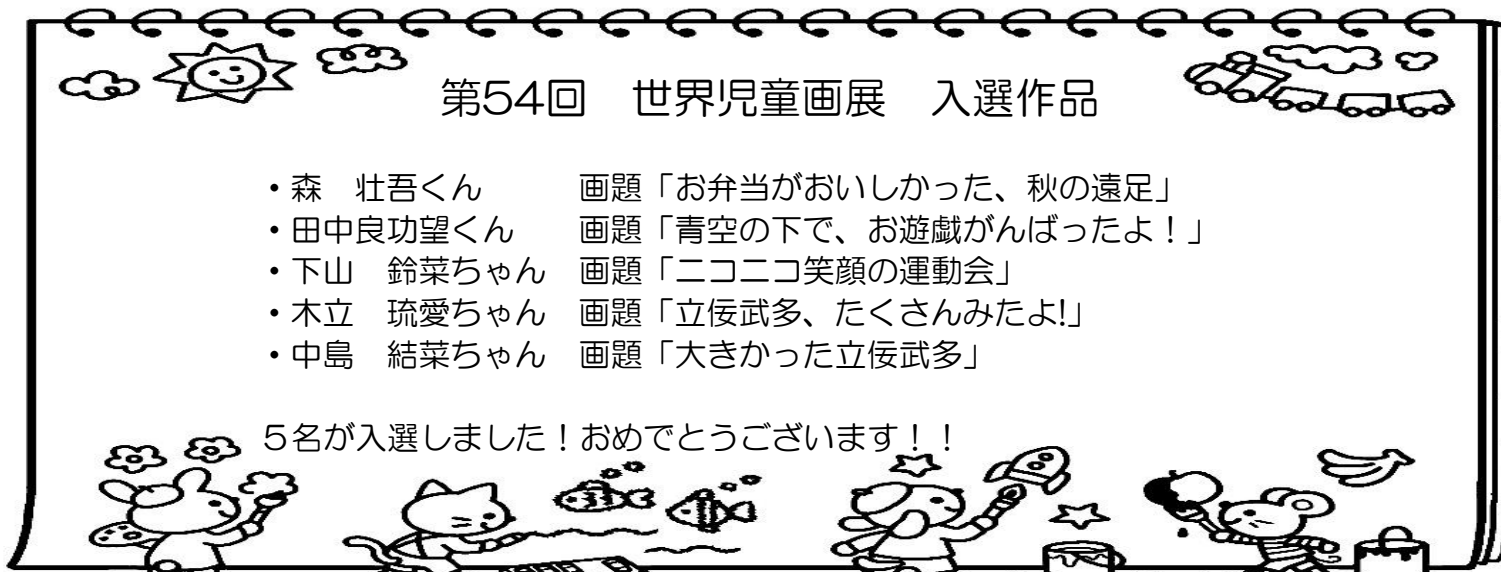 第54回　世界児童画展　入選作品
・森　壮吾くん　　　画題「お弁当がおいしかった、秋の遠足」
・田中良功望くん　　画題「青空の下で、お遊戯がんばったよ！」
・下山　鈴菜ちゃん　画題「ニコニコ笑顔の運動会」
・木立　琉愛ちゃん　画題「立佞武多、たくさんみたよ!」
・中島　結菜ちゃん　画題「大きかった立佞武多」
５名が入選しました！おめでとうございます！！